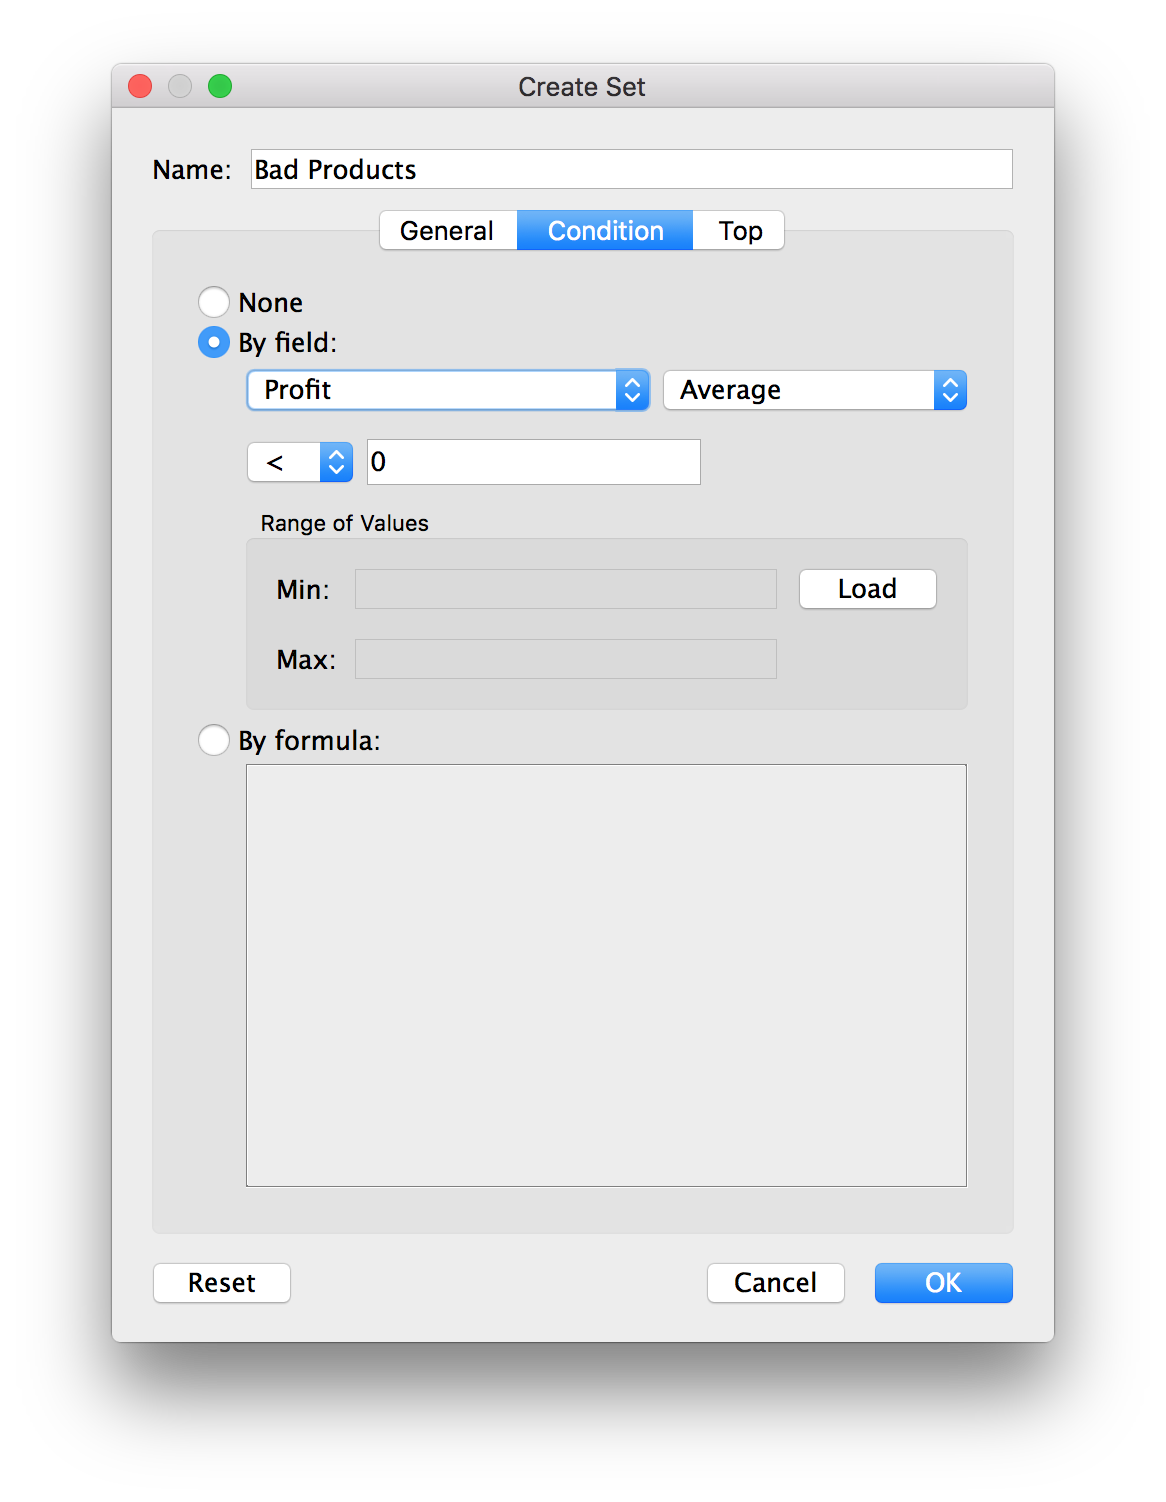 Create Set
Name: Bad Products
General Condition Top
None
By field:
Profit Average
< 0
Range of Values
Min: Load
Max:
By formula:
Reset Cancel OK